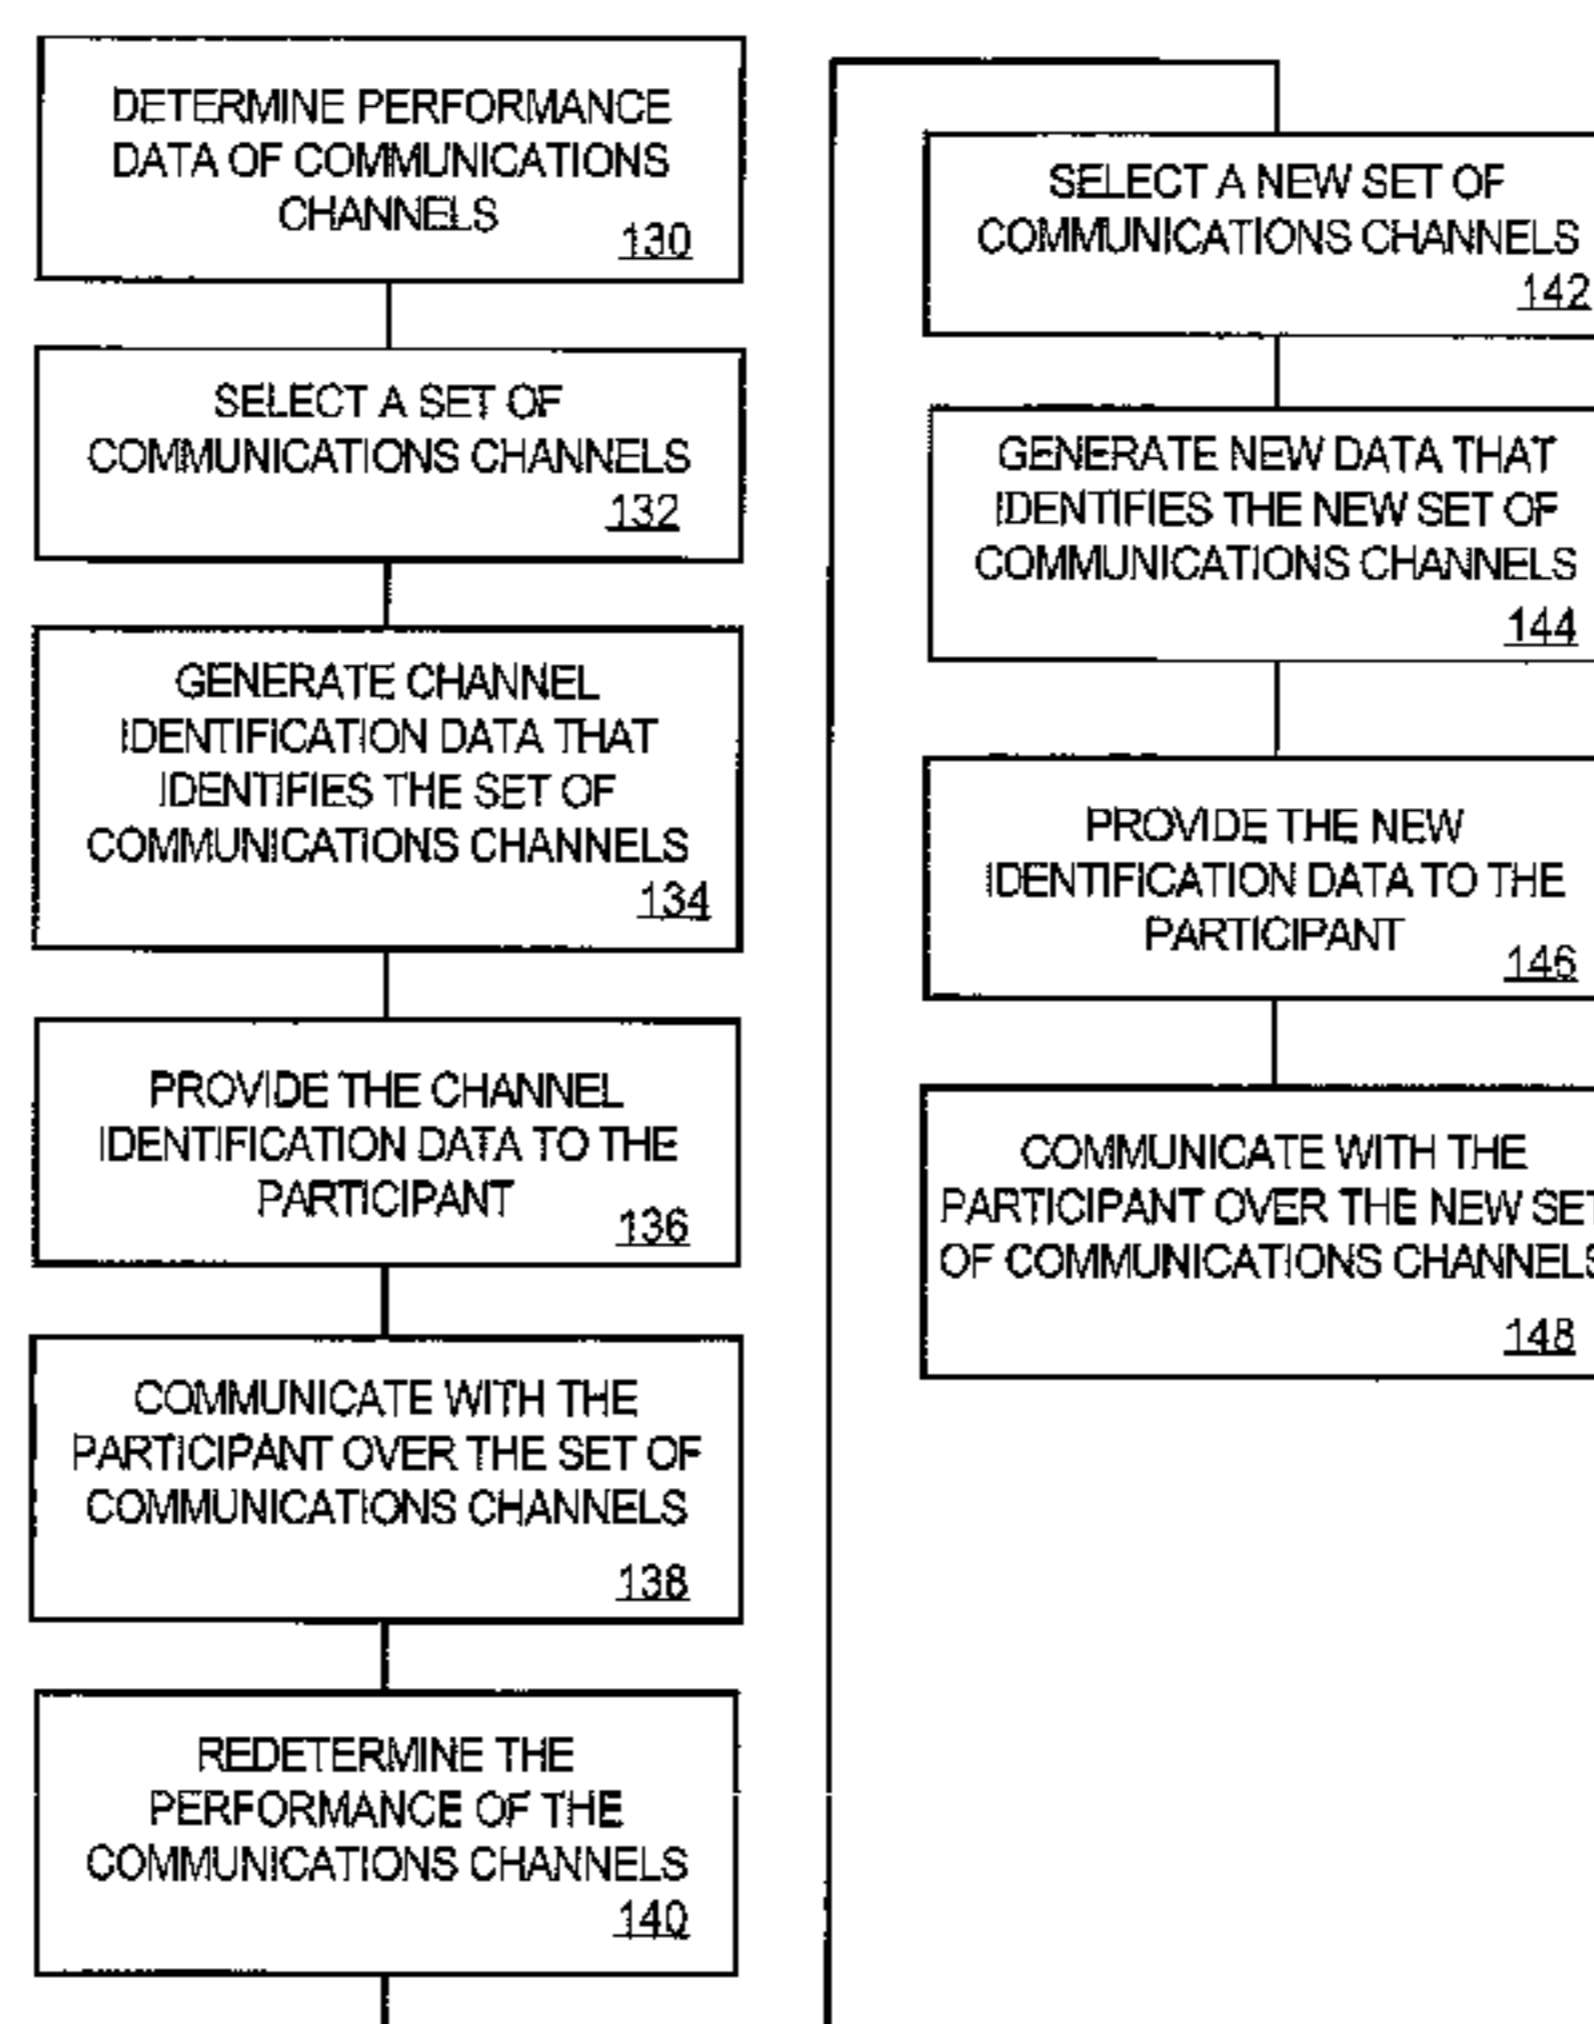 DETERMINE PERFORMANCE
DATA OF COMMUNICATIONS
CHANNELS
130
SELECT A SET OF
COMMUNICATIONS CHANNELS
132
GENERATE CHANNEL
IDENTIFICATION DATA THAT
IDENTIFIES THE SET OF
COMMUNICATIONS CHANNELS
134
PROVIDE THE CHANNEL
IDENTIFICATION DATA TO THE
PARTICIPANT
136
COMMUNICATE WITH THE
PARTICIPANT OVER THE SET OF
COMMUNICATIONS CHANNELS
138
REDETERMINE THE
PERFORMANCE OF THE
COMMUNICATIONS CHANNELS
140
SELECT A NEW SET OF
COMMUNICATIONS CHANNELS
142
GENERATE NEW DATA THAT
IDENTIFIES THE NEW SET OF
COMMUNICATIONS CHANNELS
144
PROVIDE THE NEW
IDENTIFICATION DATA TO THE
PARTICIPANT
146
COMMUNICATE WITH THE
PARTICIPANT OVER THE NEW SET
OF COMMUNICATIONS CHANNELS
148